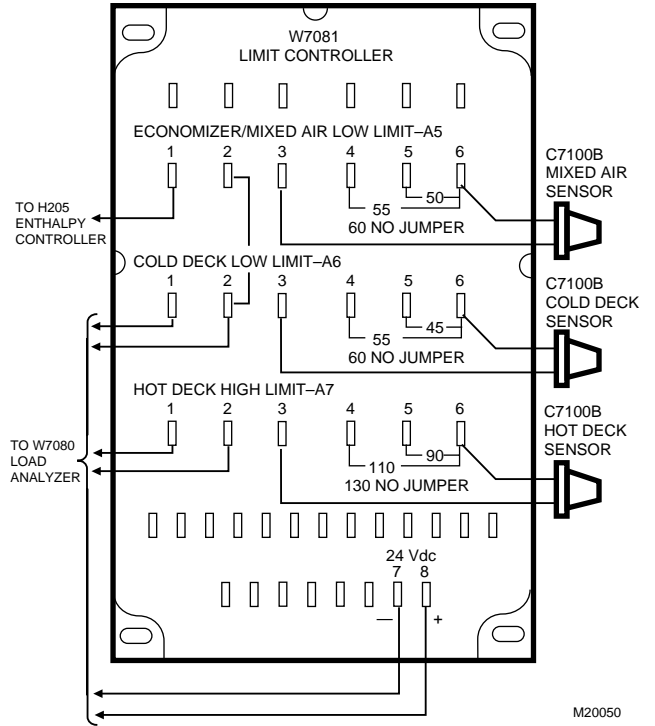 W7081
LIMIT CONTROLLER
ECONOMIZER/MIXED AIR LOW LIMIT–A5
1 2 3 4 5 6
50
55
60 NO JUMPER
C7100B
MIXED AIR
SENSOR
TO H205
ENTHALPY
CONTROLLER
COLD DECK LOW LIMIT–A6
1 2 3 4 5 6
45
55
60 NO JUMPER
C7100B
COLD DECK
SENSOR
HOT DECK HIGH LIMIT–A7
1 2 3 4 5 6
90
110
130 NO JUMPER
C7100B
HOT DECK
SENSOR
TO W7080
LOAD
ANALYZER
24 Vdc
7 8
— +
M20050